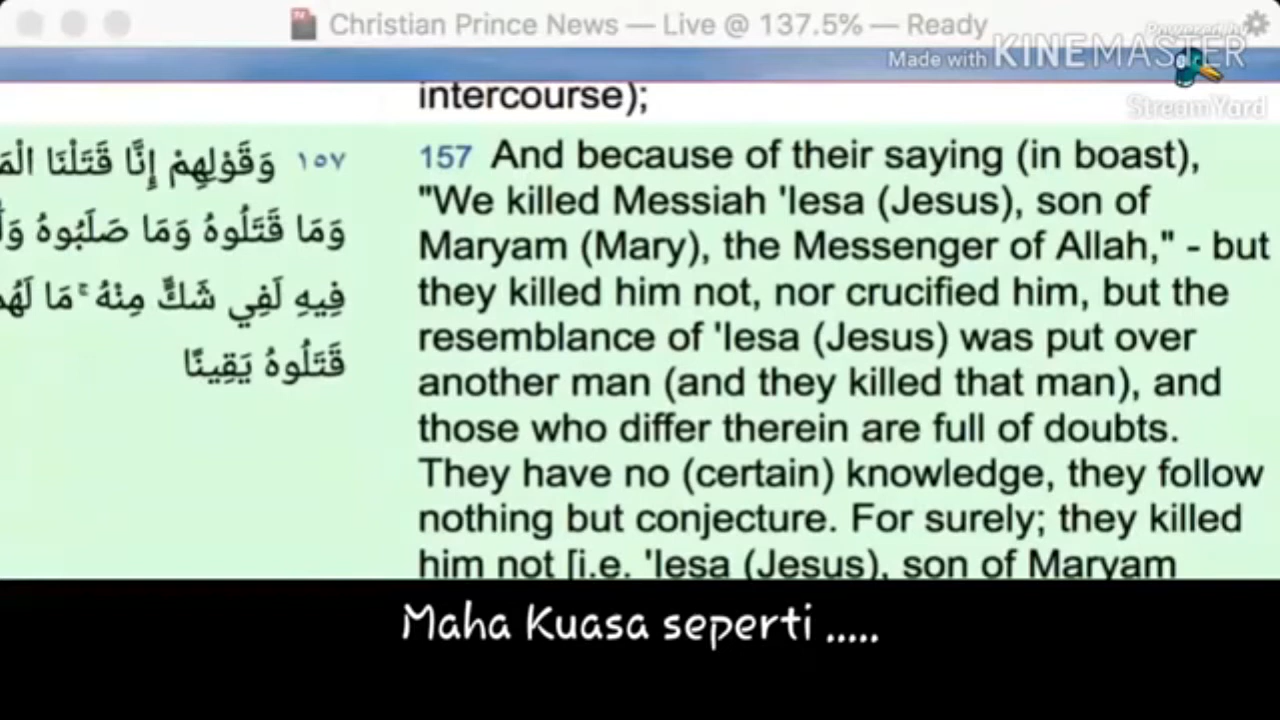 Christian Prince News — Live @ 137.5% — Ready
Powered by
Made with KINEMASTER
StreamYard
intercourse);
١٥٧ وَقَوْلِهِمْ إِنَّا قَتَلْنَا
وَمَا قَتَلُوهُ وَمَا صَلَبُوهُ
فِيهِ لَفِي شَكٍّ مِنْهُ ۚ مَا
قَتَلُوهُ يَقِينًا
157 And because of their saying (in boast),
"We killed Messiah 'Iesa (Jesus), son of
Maryam (Mary), the Messenger of Allah," - but
they killed him not, nor crucified him, but the
resemblance of 'Iesa (Jesus) was put over
another man (and they killed that man), and
those who differ therein are full of doubts.
They have no (certain) knowledge, they follow
nothing but conjecture. For surely; they killed
him not [i.e. 'Iesa (Jesus), son of Maryam
Maha Kuasa seperti .....